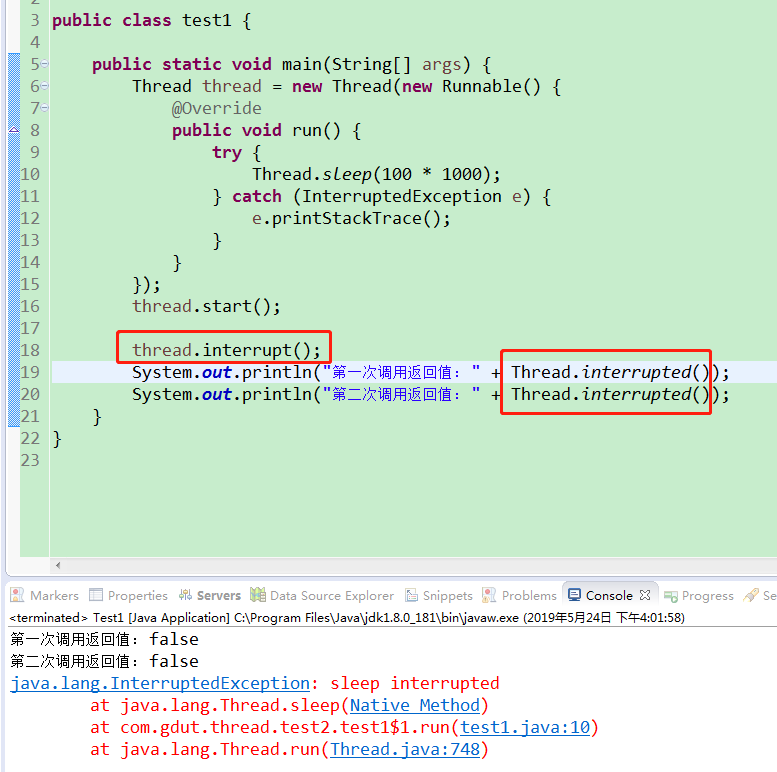 2
3 public class test1 {
4
5 public static void main(String[] args) {
6 Thread thread = new Thread(new Runnable() {
7 @Override
8 public void run() {
9 try {
10 Thread.sleep(100 * 1000);
11 } catch (InterruptedException e) {
12 e.printStackTrace();
13 }
14 }
15 });
16 thread.start();
17
18 thread.interrupt();
19 System.out.println("第一次调用返回值：" + Thread.interrupted());
20 System.out.println("第二次调用返回值：" + Thread.interrupted());
21 }
22 }
23
Markers Properties Servers Data Source Explorer Snippets Problems Console Progress Se
<terminated> Test1 [Java Application] C:\Program Files\Java\jdk1.8.0_181\bin\javaw.exe (2019年5月24日 下午4:01:58)
第一次调用返回值：false
第二次调用返回值：false
java.lang.InterruptedException: sleep interrupted
at java.lang.Thread.sleep(Native Method)
at com.gdut.thread.test2.test1$1.run(test1.java:10)
at java.lang.Thread.run(Thread.java:748)